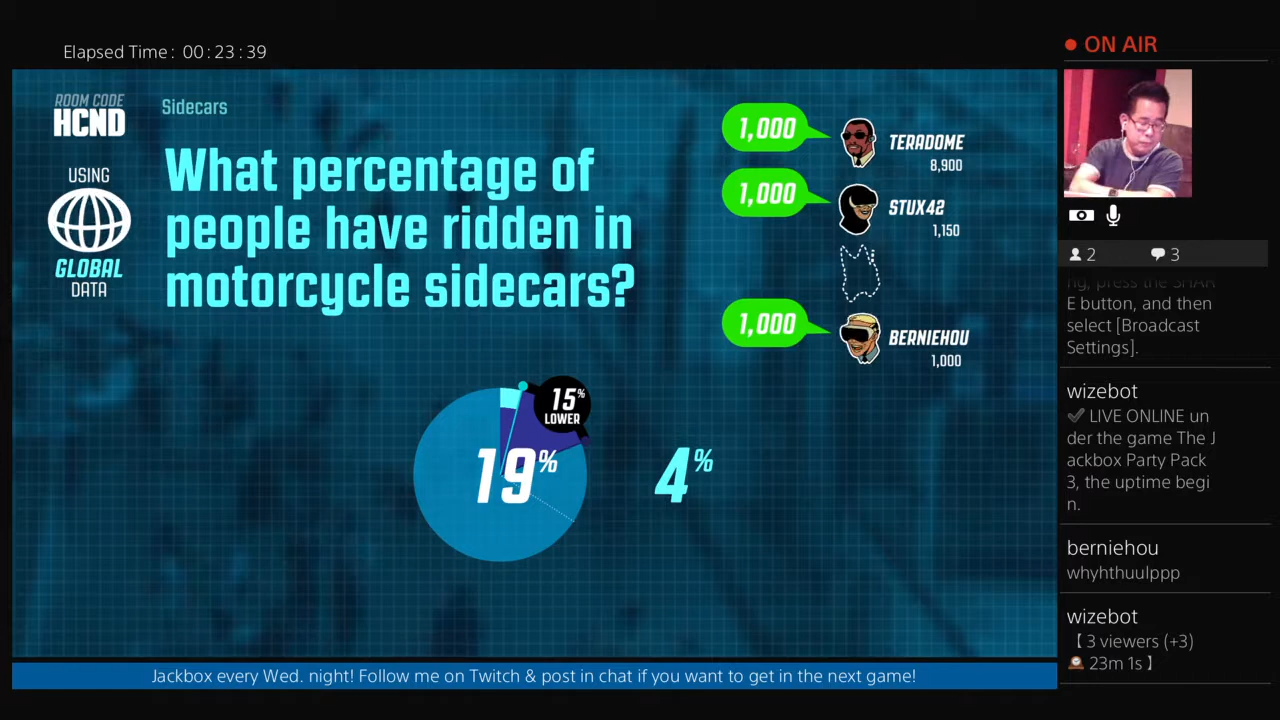 Elapsed Time: 00:23:39
ROOM CODE
HCND
USING
GLOBAL
DATA
Sidecars
What percentage of
people have ridden in
motorcycle sidecars?
1,000
TERADOME
8,900
1,000
STUX42
1,150
1,000
BERNIEHOU
1,000
15%
LOWER
19%
4%
Jackbox every Wed. night! Follow me on Twitch & post in chat if you want to get in the next game!
ON AIR
2
3
ng, press the SHAR
E button, and then
select [Broadcast
Settings].
wizebot
✔ LIVE ONLINE un
der the game The J
ackbox Party Pack
3, the uptime begi
n.
berniehou
whyhthuulppp
wizebot
【 3 viewers (+3)
🕰 23m 1s】